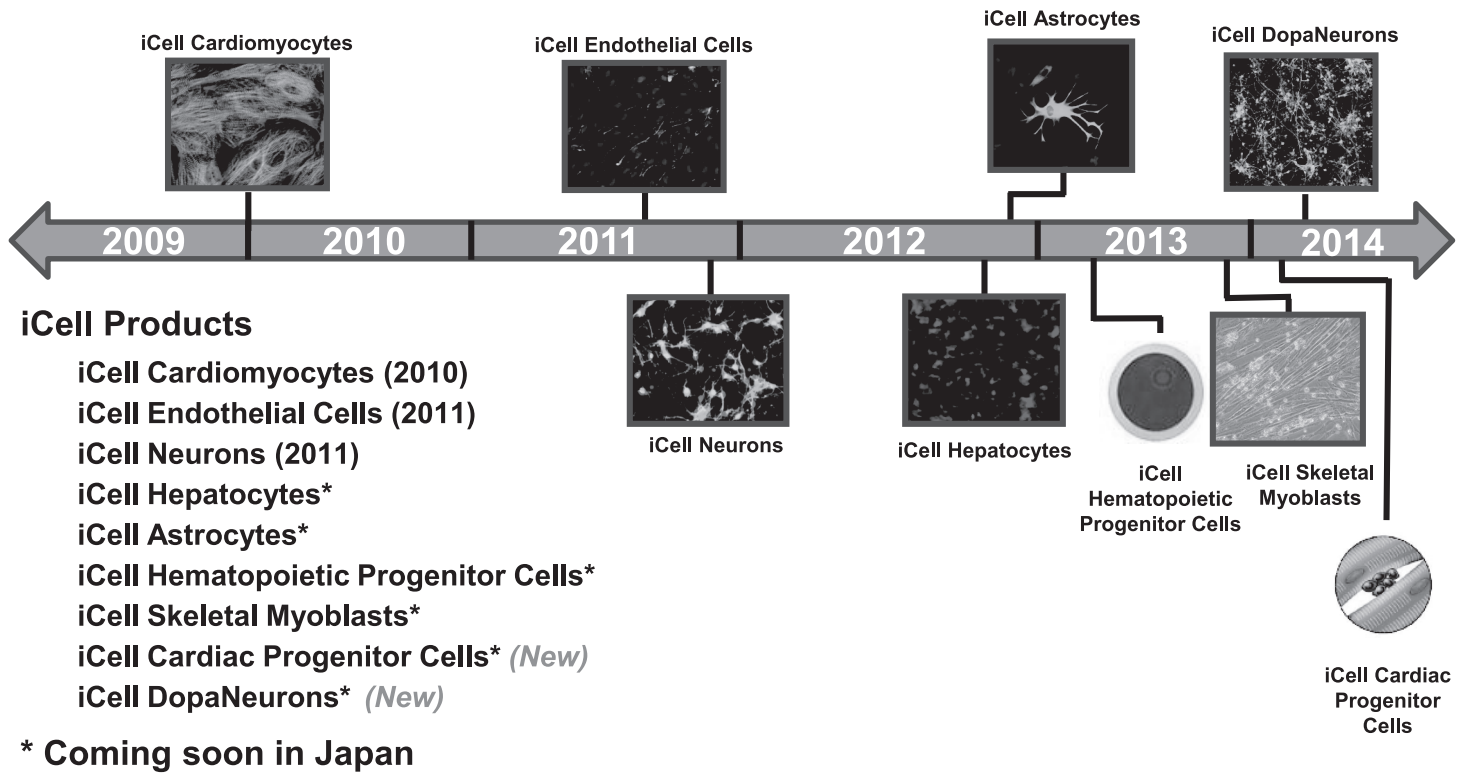 iCell Cardiomyocytes
iCell Endothelial Cells
iCell Astrocytes
iCell DopaNeurons
2009
2010
2011
2012
2013
2014
iCell Neurons
iCell Hepatocytes
iCell
Hematopoietic
Progenitor Cells
iCell Skeletal
Myoblasts
iCell Cardiac
Progenitor
Cells
iCell Products
iCell Cardiomyocytes (2010)
iCell Endothelial Cells (2011)
iCell Neurons (2011)
iCell Hepatocytes*
iCell Astrocytes*
iCell Hematopoietic Progenitor Cells*
iCell Skeletal Myoblasts*
iCell Cardiac Progenitor Cells* (New)
iCell DopaNeurons* (New)
* Coming soon in Japan